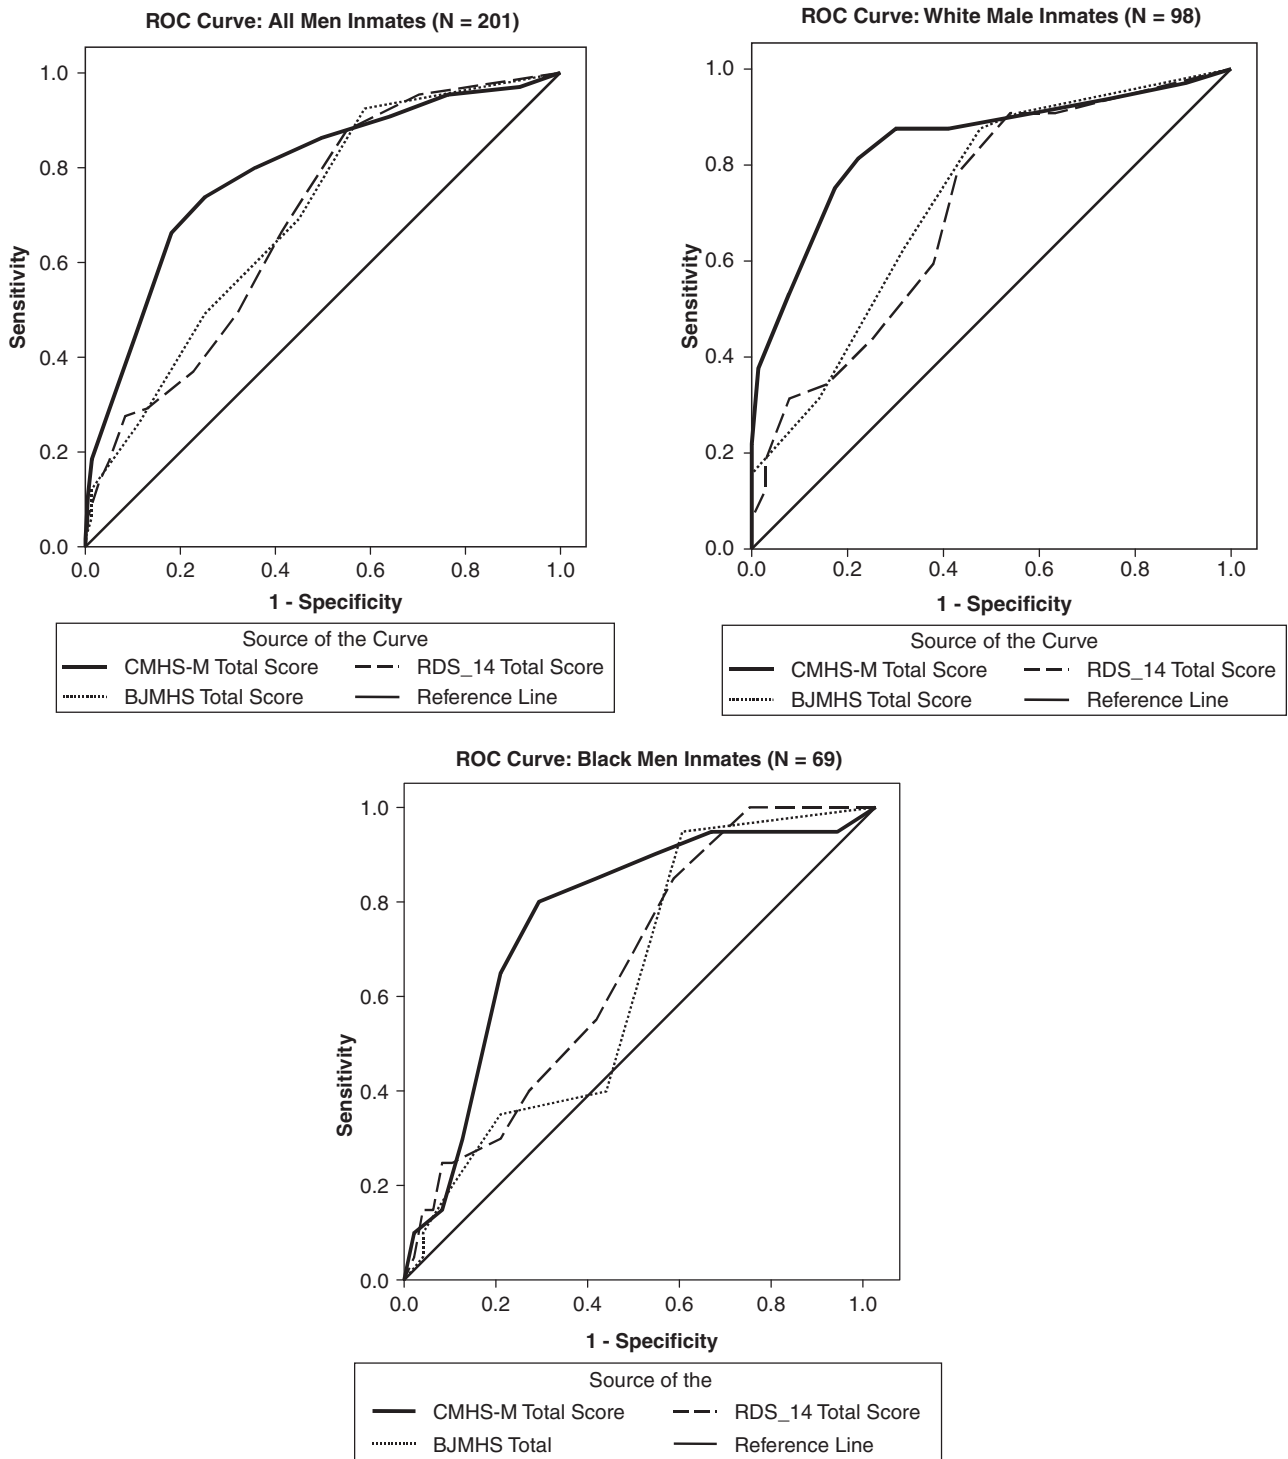 ROC Curve: All Men Inmates (N = 201)
1.0
0.8
0.6
0.4
0.2
0.0
Sensitivity
0.0 0.2 0.4 0.6 0.8 1.0
1 - Specificity
Source of the Curve
CMHS-M Total Score RDS_14 Total Score
BJMHS Total Score Reference Line
ROC Curve: White Male Inmates (N = 98)
1.0
0.8
0.6
0.4
0.2
0.0
Sensitivity
0.0 0.2 0.4 0.6 0.8 1.0
1 - Specificity
Source of the Curve
CMHS-M Total Score RDS_14 Total Score
BJMHS Total Score Reference Line
ROC Curve: Black Men Inmates (N = 69)
1.0
0.8
0.6
0.4
0.2
0.0
Sensitivity
0.0 0.2 0.4 0.6 0.8 1.0
1 - Specificity
Source of the
CMHS-M Total Score RDS_14 Total Score
BJMHS Total Reference Line